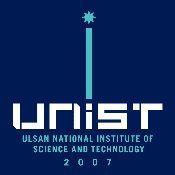 UNiST
ULSAN NATIONAL INSTITUTE OF
SCIENCE AND TECHNOLOGY
2007